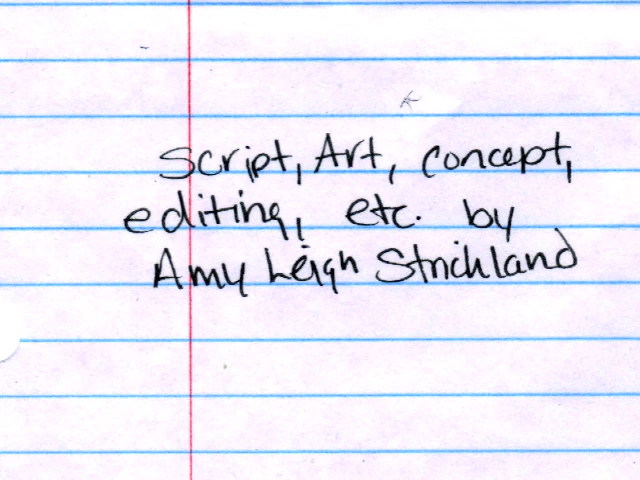 Script, Art, concept,
editing, etc. by
Amy Leigh Strickland